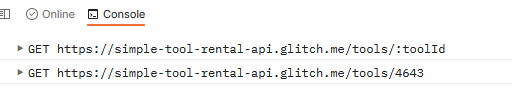 Online Console
GET https://simple-tool-rental-api.glitch.me/tools/:toolId
GET https://simple-tool-rental-api.glitch.me/tools/4643